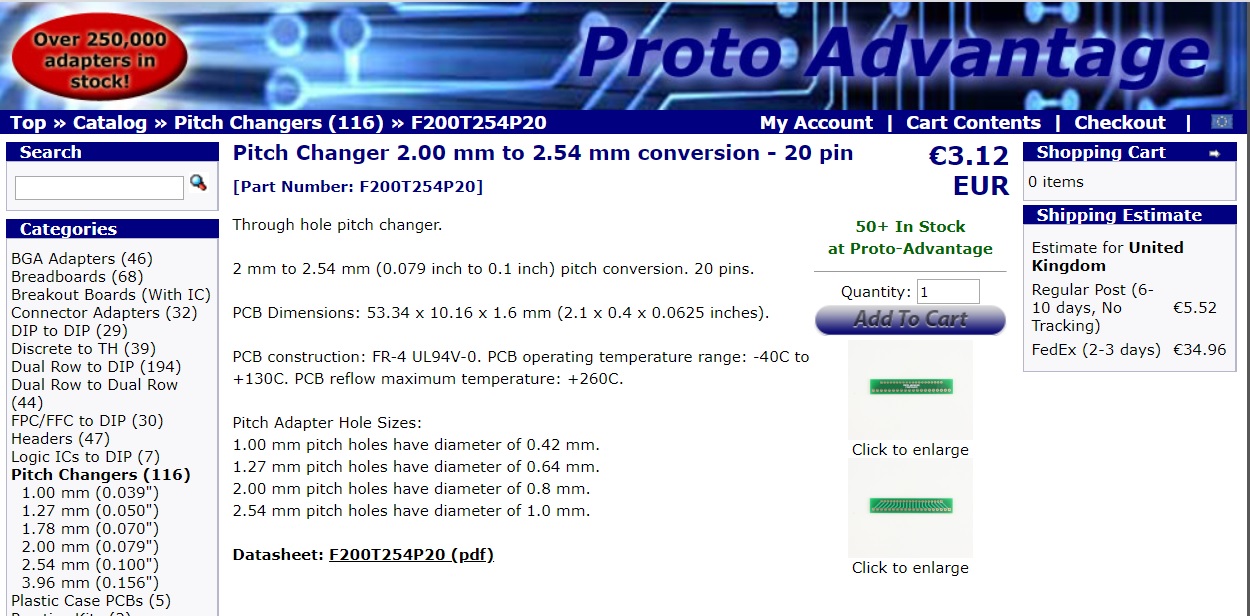 Over 250,000
adapters in
stock!
Proto Advantage
Top » Catalog » Pitch Changers (116) » F200T254P20
My Account | Cart Contents | Checkout |
Search
Categories
BGA Adapters (46)
Breadboards (68)
Breakout Boards (With IC)
Connector Adapters (32)
DIP to DIP (29)
Discrete to TH (39)
Dual Row to DIP (194)
Dual Row to Dual Row
(44)
FPC/FFC to DIP (30)
Headers (47)
Logic ICs to DIP (7)
Pitch Changers (116)
1.00 mm (0.039")
1.27 mm (0.050")
1.78 mm (0.070")
2.00 mm (0.079")
2.54 mm (0.100")
3.96 mm (0.156")
Plastic Case PCBs (5)
Pitch Changer 2.00 mm to 2.54 mm conversion - 20 pin
[Part Number: F200T254P20]
€3.12
EUR
Through hole pitch changer.
2 mm to 2.54 mm (0.079 inch to 0.1 inch) pitch conversion. 20 pins.
PCB Dimensions: 53.34 x 10.16 x 1.6 mm (2.1 x 0.4 x 0.0625 inches).
PCB construction: FR-4 UL94V-0. PCB operating temperature range: -40C to
+130C. PCB reflow maximum temperature: +260C.
Pitch Adapter Hole Sizes:
1.00 mm pitch holes have diameter of 0.42 mm.
1.27 mm pitch holes have diameter of 0.64 mm.
2.00 mm pitch holes have diameter of 0.8 mm.
2.54 mm pitch holes have diameter of 1.0 mm.
Datasheet: F200T254P20 (pdf)
50+ In Stock
at Proto-Advantage
Quantity: 1
Add To Cart
Click to enlarge
Click to enlarge
Shopping Cart
0 items
Shipping Estimate
Estimate for United
Kingdom
Regular Post (6-
10 days, No €5.52
Tracking)
FedEx (2-3 days) €34.96